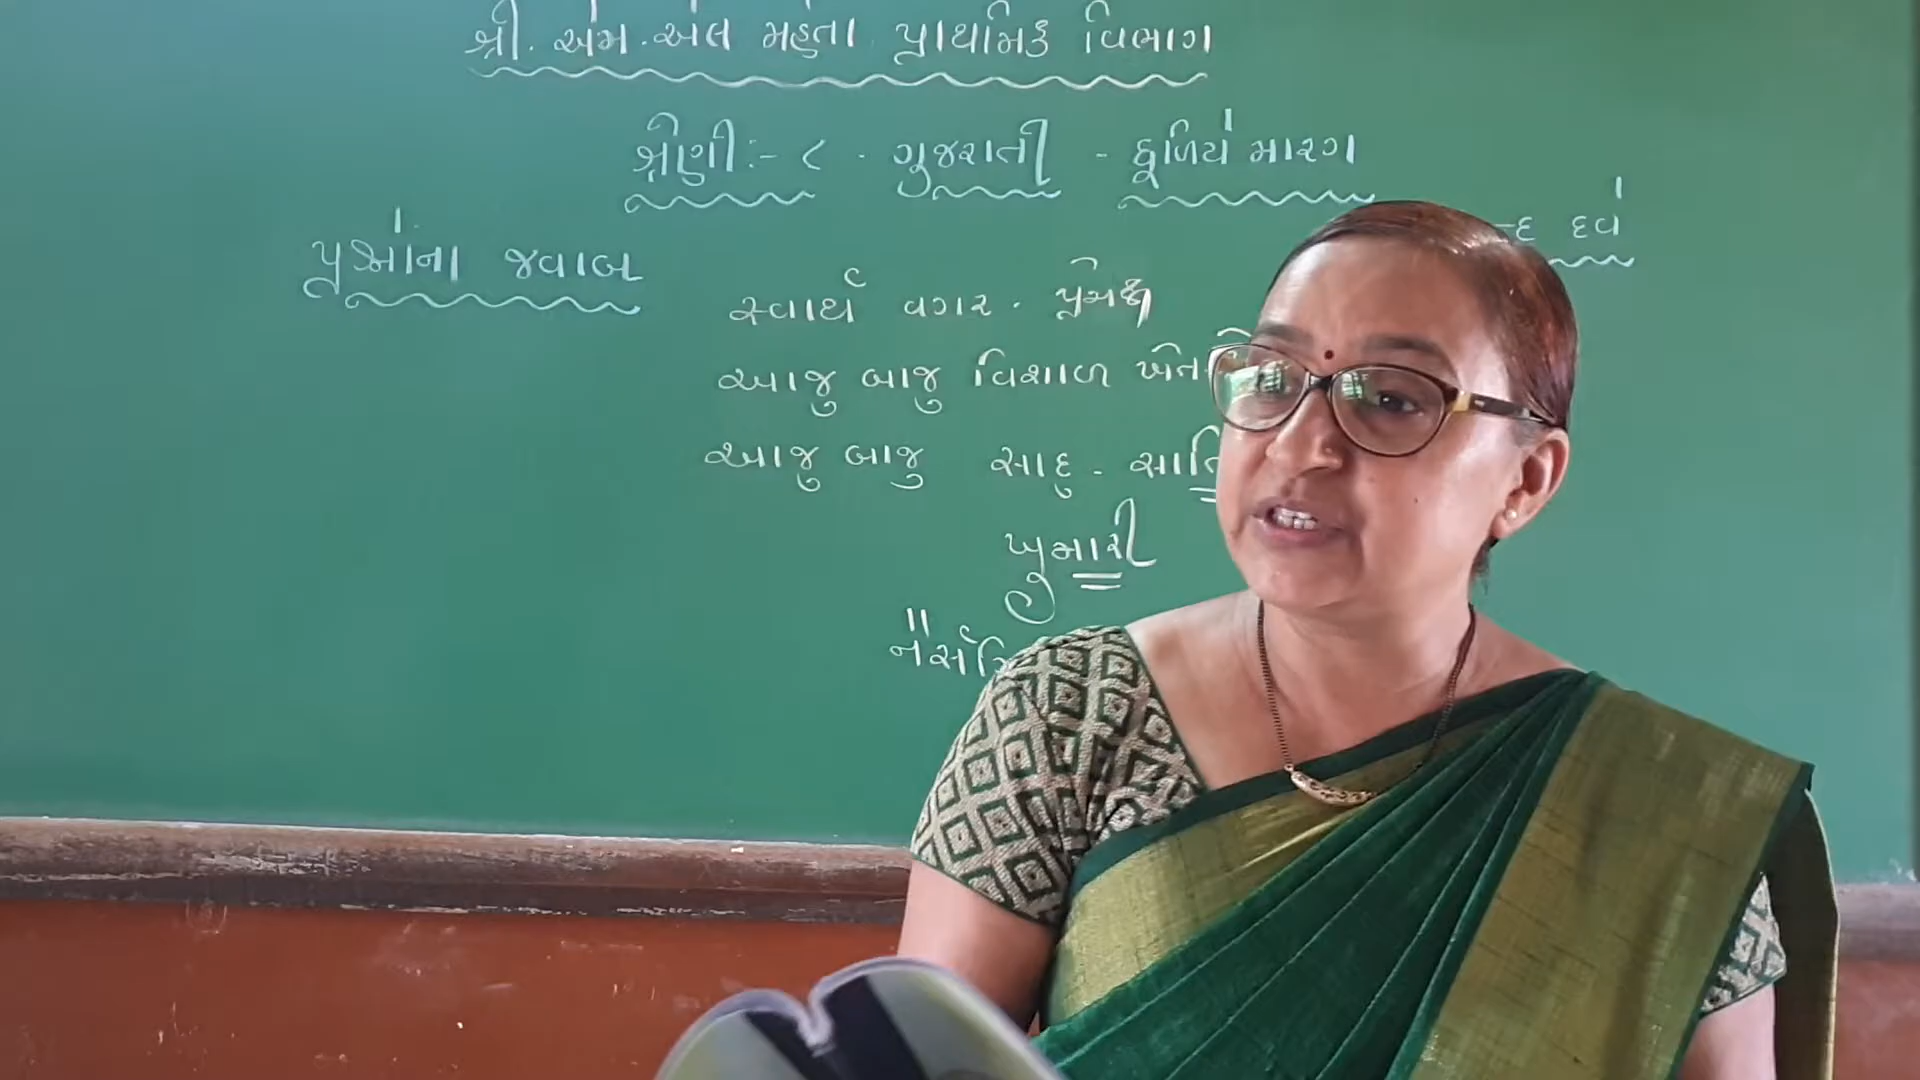 શ્રી. એમ. એલ મહેતા પ્રાથમિક વિભાગ
શ્રેણી:- ૮ - ગુજરાતી - ધૂળિયે મારગ
દવે
પ્રશ્નોના જવાબ
સ્વાર્થ વગર
આજુ બાજુ વિશાળ
આજુ બાજુ સાદુ -
ખુમારી